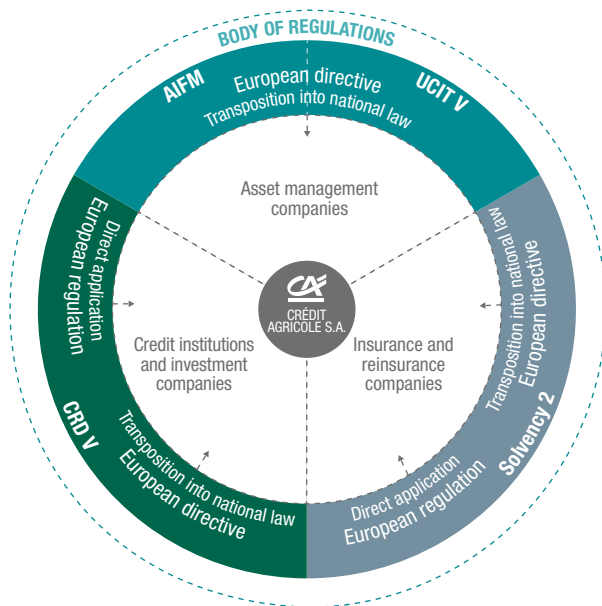 BODY OF REGULATIONS
AIFM
European directive
Transposition into national law
UCIT V
Asset management
companies
Direct application
European regulation
CRÉDIT
AGRICOLE S.A.
Transposition into national law
European directive
Credit institutions
and investment
companies
Insurance and
reinsurance
companies
CRD V
Transposition into national law
European directive
Solvency 2
Direct application
European regulation